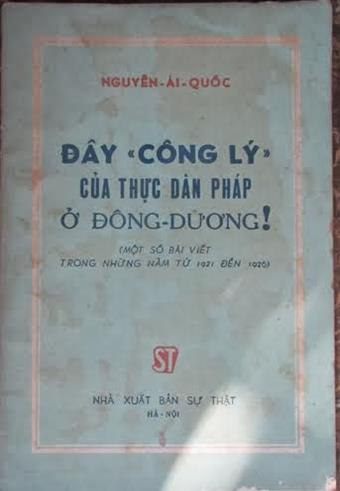 NGUYỄN-ÁI-QUỐC
ĐÂY «CÔNG LÝ»
CỦA THỰC DÂN PHÁP
Ở ĐÔNG-DƯƠNG!
(MỘT SỐ BÀI VIẾT
TRONG NHỮNG NĂM TỪ 1921 ĐẾN 1926)
ST
NHÀ XUẤT BẢN SỰ THẬT
HÀ-NỘI